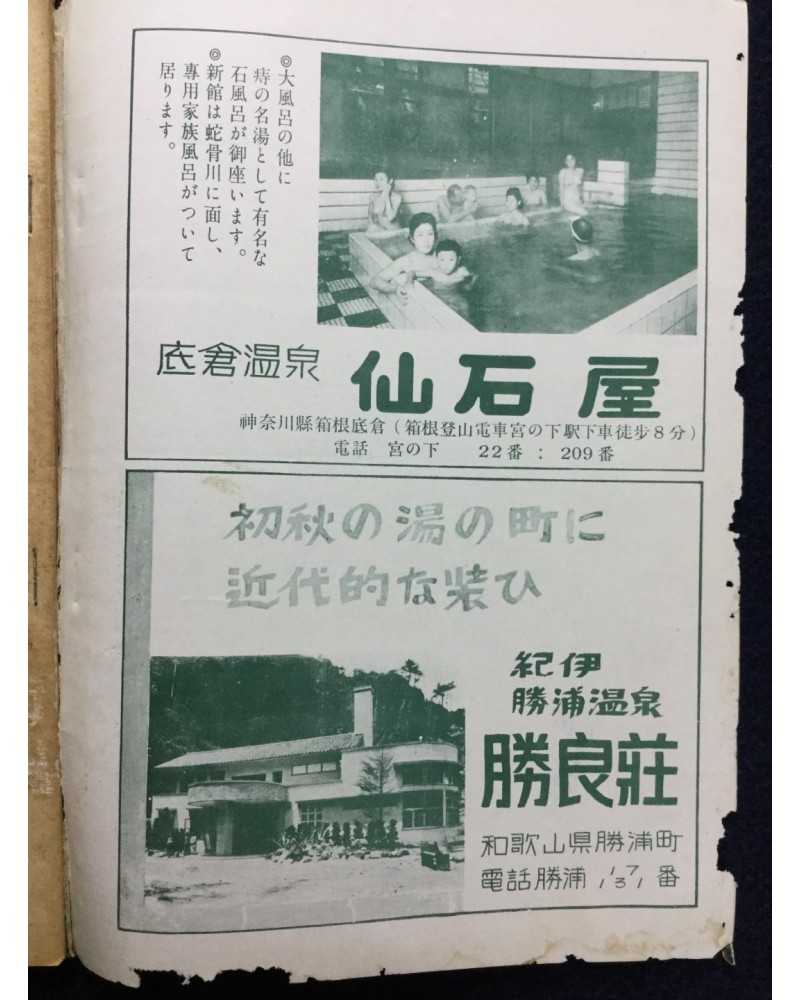 ◎大風呂の他に
痔の名湯として有名な
石風呂が御座います。
◎新館は蛇骨川に面し、
専用家族風呂がついて
居ります。
底倉温泉 仙石屋
神奈川縣箱根底倉(箱根登山電車宮の下駅下車徒歩8分)
電話 宮の下 22番:209番
初秋の湯の町に
近代的な装ひ
紀伊
勝浦温泉
勝良荘
和歌山県勝浦町
電話勝浦 番